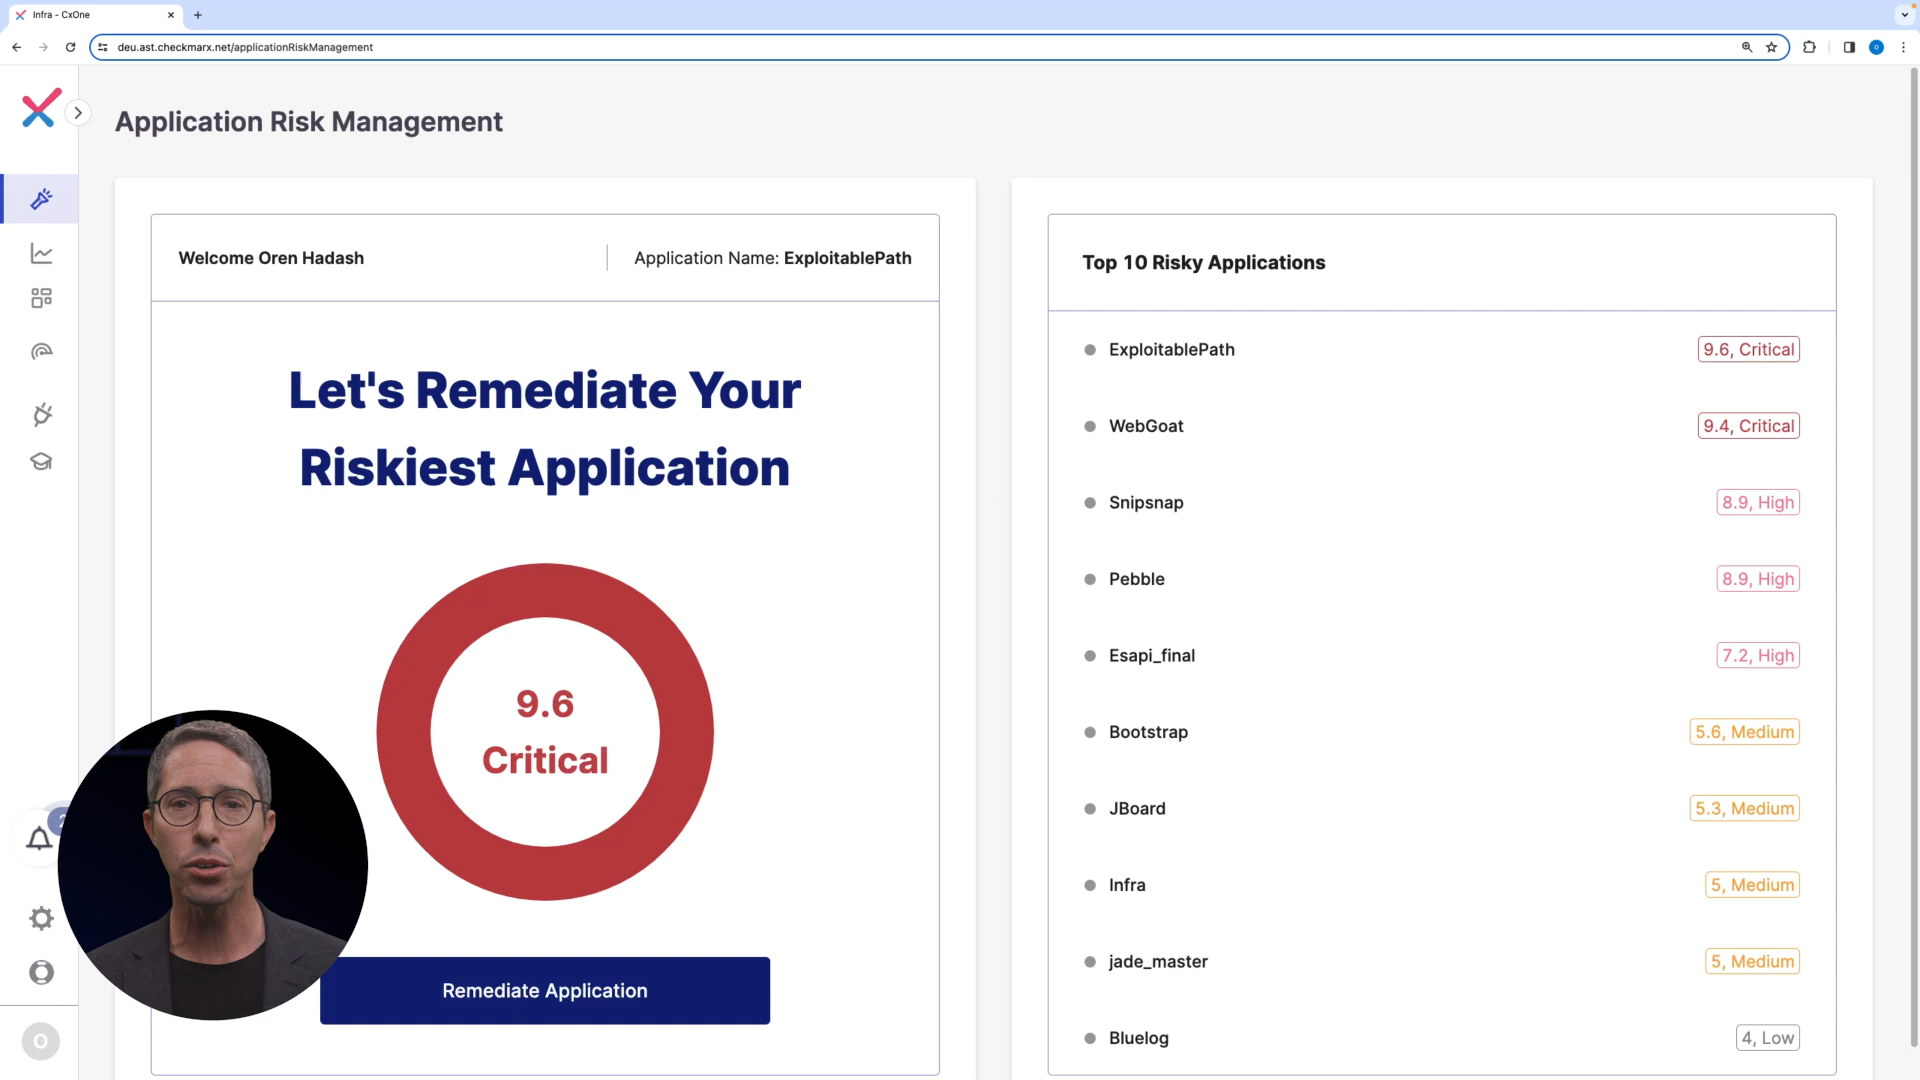 Infra - CxOne
deu.ast.checkmarx.net/applicationRiskManagement
Application Risk Management
Welcome Oren Hadash
Application Name: ExploitablePath
Let's Remediate Your
Riskiest Application
9.6
Critical
Remediate Application
Top 10 Risky Applications
ExploitablePath 9.6, Critical
WebGoat 9.4, Critical
Snipsnap 8.9, High
Pebble 8.9, High
Esapi_final 7.2, High
Bootstrap 5.6, Medium
JBoard 5.3, Medium
Infra 5, Medium
jade_master 5, Medium
Bluelog 4, Low
O